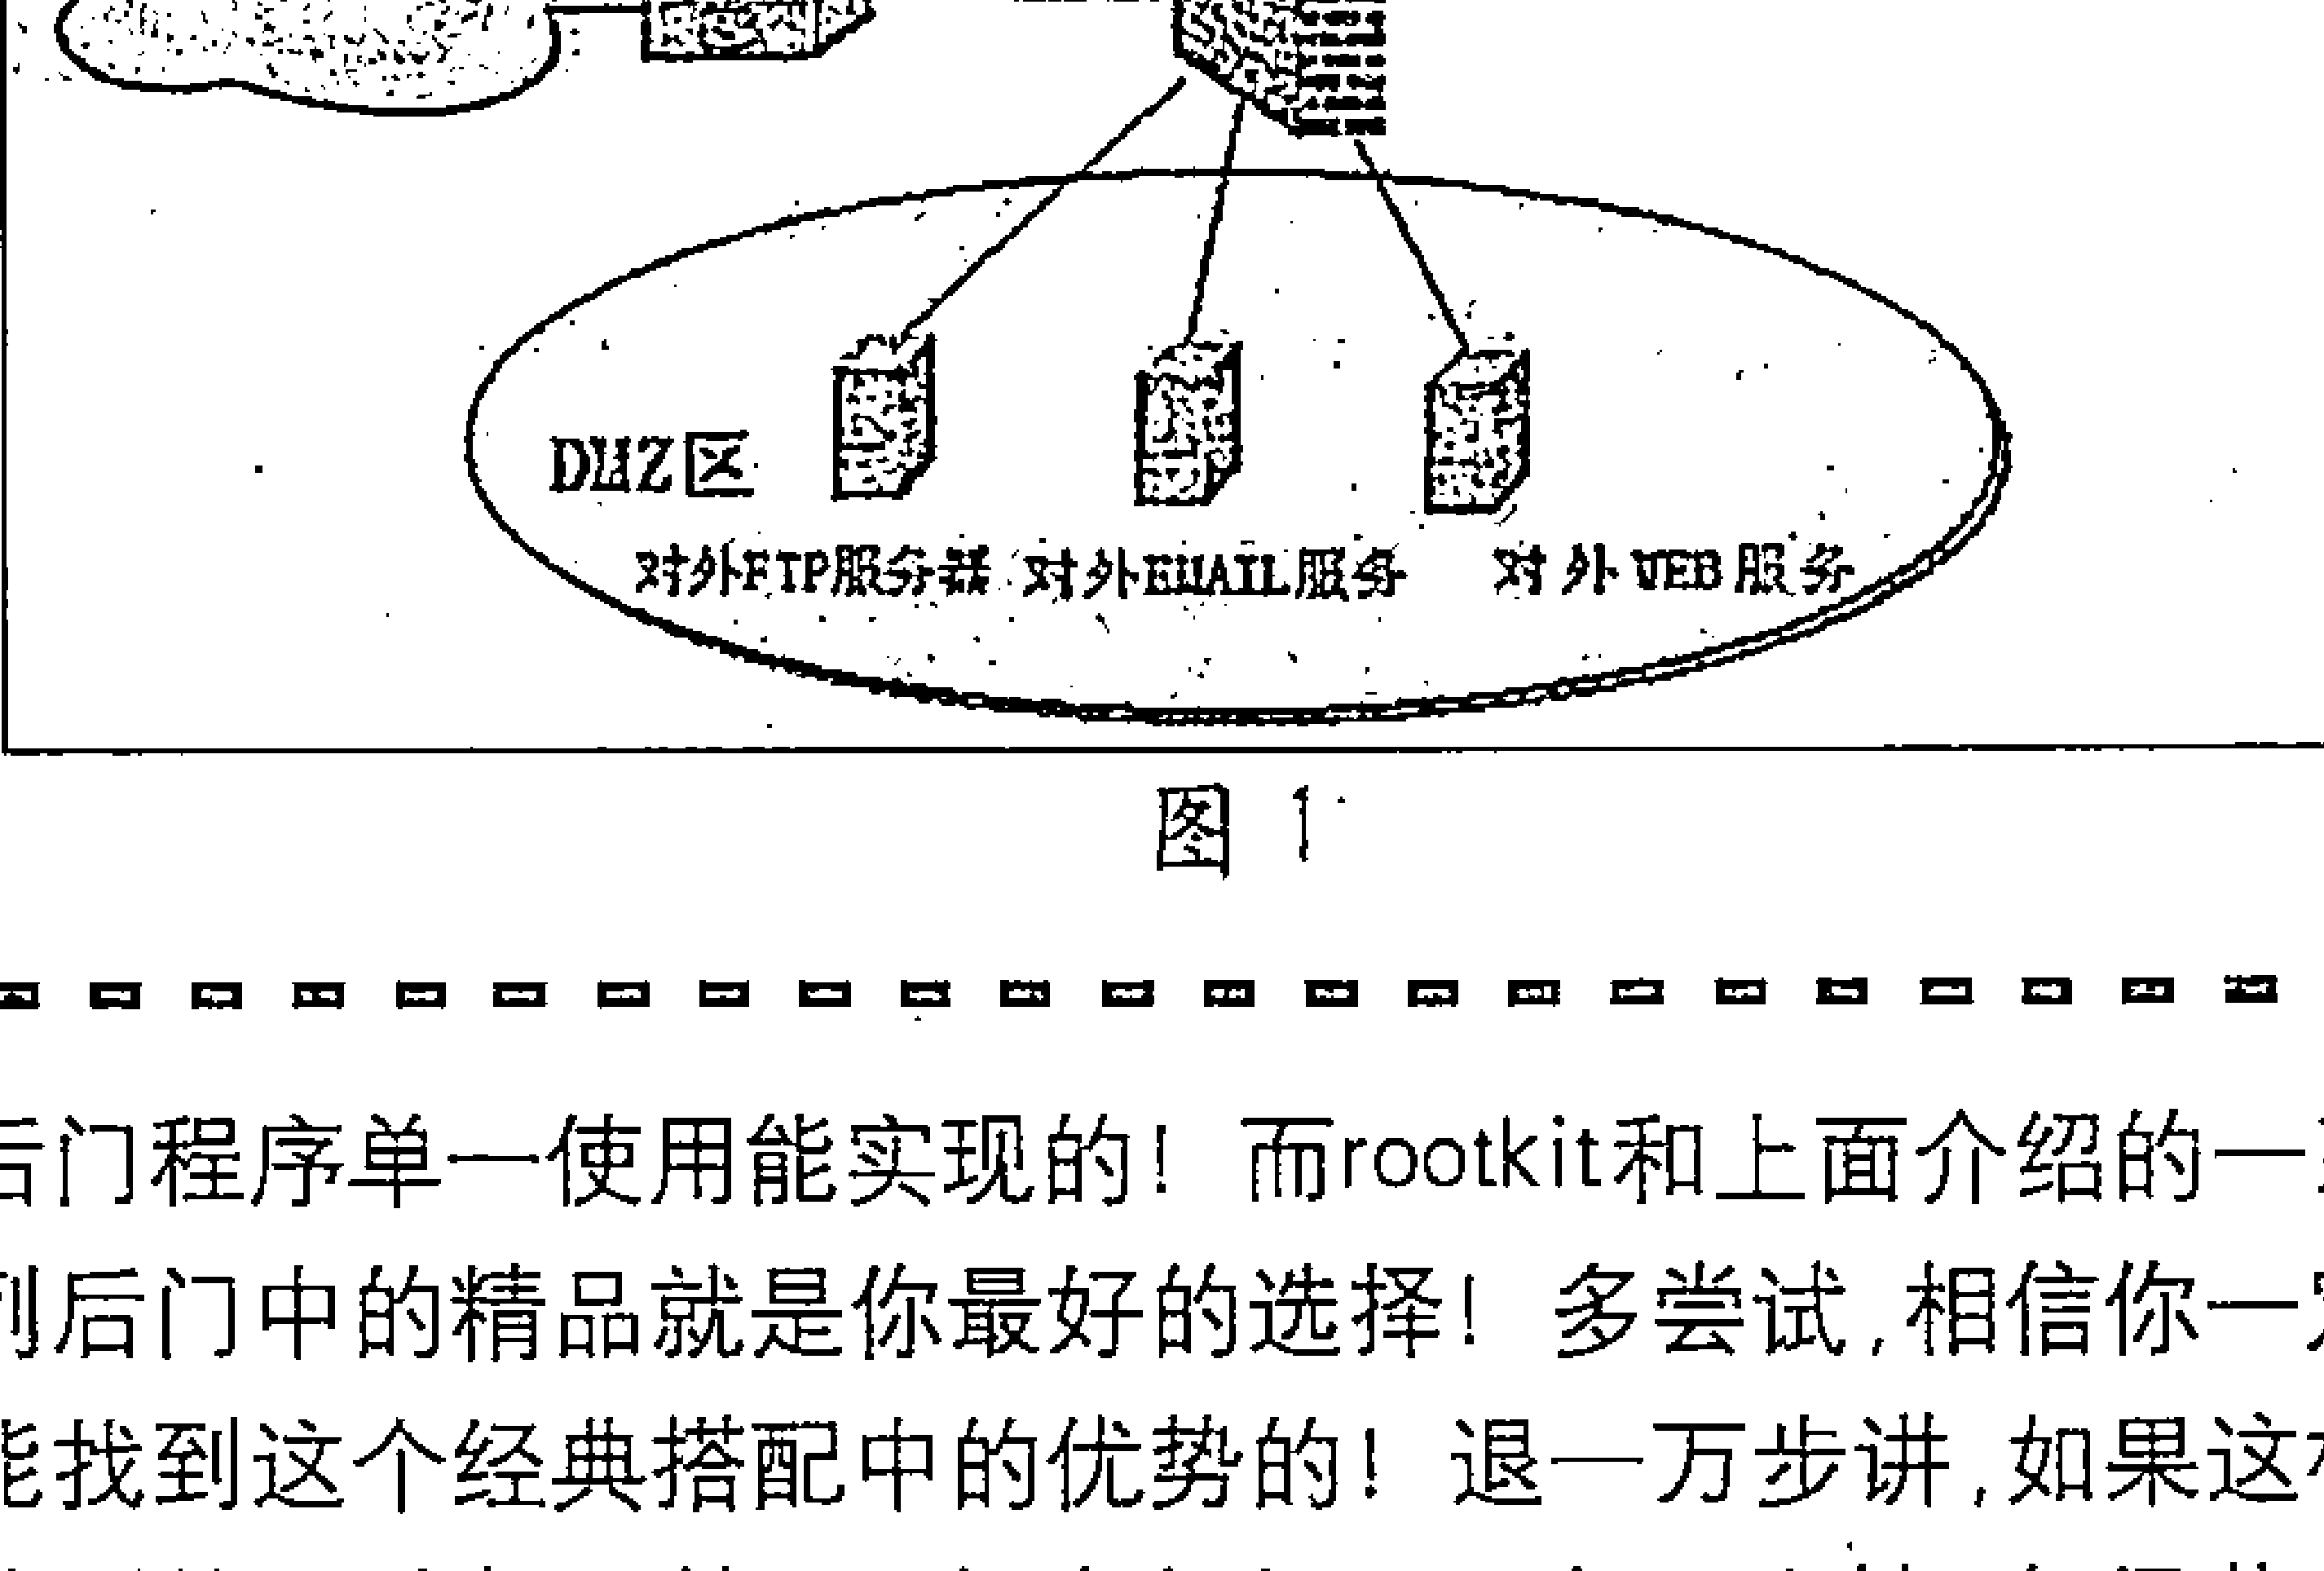 DMZ区
对外FTP服务器 对外EMAIL服务 对外WEB服务
图 1
后门程序单一使用能实现的！而rootkit和上面介绍的一
列后门中的精品就是你最好的选择！多尝试,相信你一定
能找到这个经典搭配中的优势的！退一万步讲,如果这